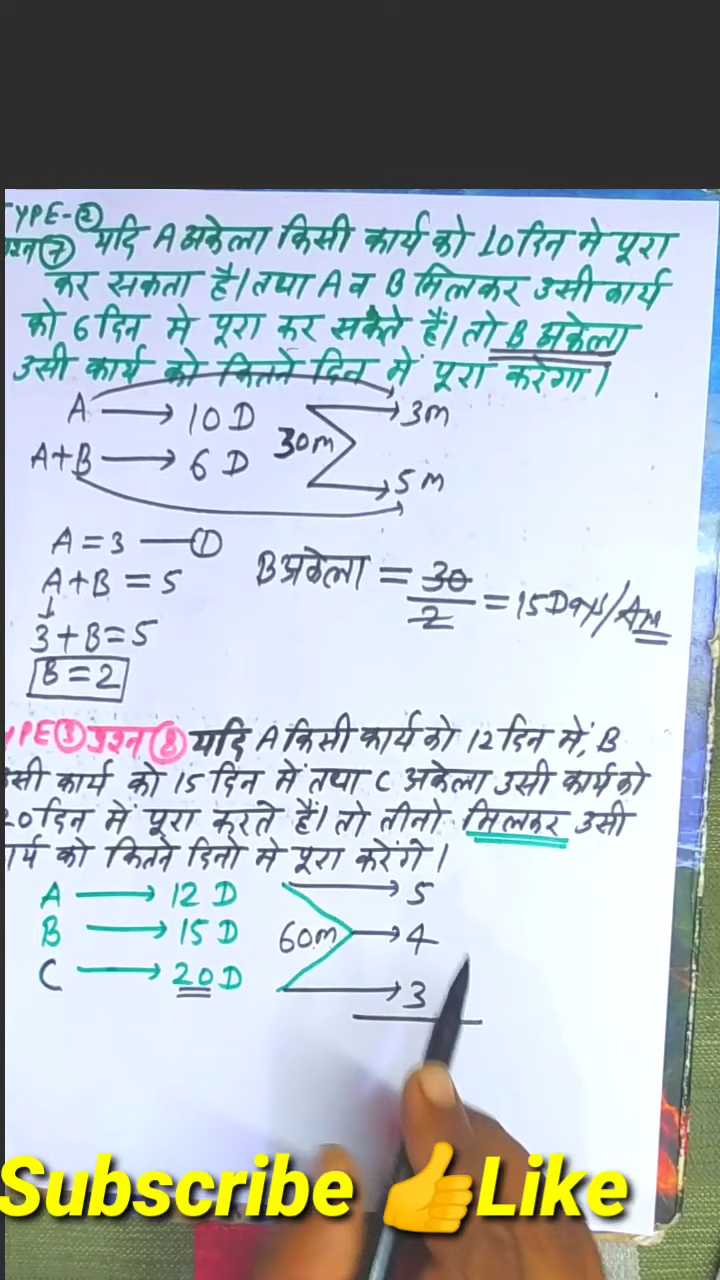 TYPE-②
प्रश्न⑦ यदि A अकेला किसी कार्य को 10 दिन मे पूरा
कर सकता है। तथा A व B मिलकर उसी कार्य
को 6 दिन मे पूरा कर सकते हैं। तो B अकेला
उसी कार्य को कितने दिन में पूरा करेगा।
A → 10 D 30m → 3m
A+B → 6 D → 5m
A = 3 —①
A+B = 5
↓
3+B=5
B = 2
B अकेला = 30/2 = 15 Days/Am
YPE③ प्रश्न⑧ यदि A किसी कार्य को 12 दिन में, B
उसी कार्य को 15 दिन में तथा C अकेला उसी कार्य को
20 दिन में पूरा करते हैं। तो तीनो मिलकर उसी
कार्य को कितने दिनो मे पूरा करेंगे।
A → 12 D → 5
B → 15 D 60m → 4
C → 20 D → 3
Subscribe 👍 Like